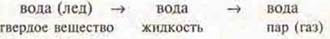 вода (лед) → вода → вода
твердое вещество жидкость пар (газ)